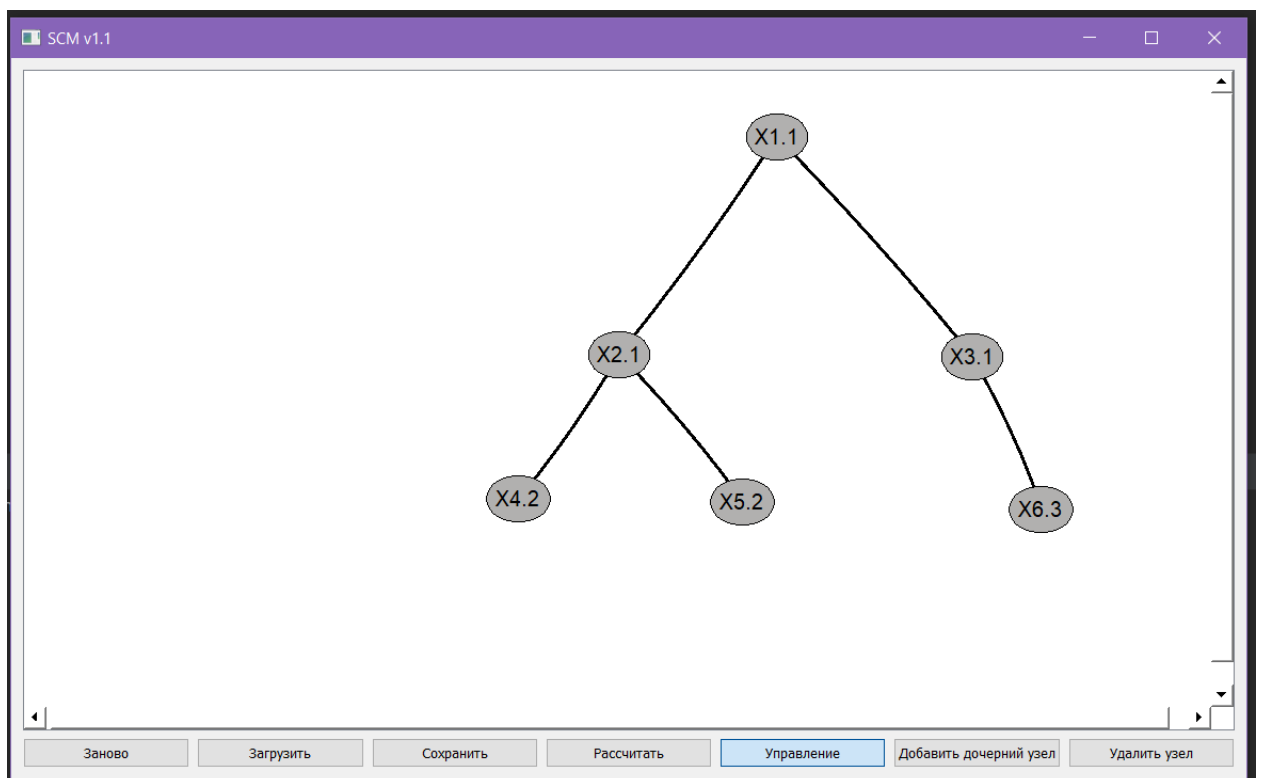 SCM v1.1
X1.1
X2.1
X3.1
X4.2
X5.2
X6.3
Заново
Загрузить
Сохранить
Рассчитать
Управление
Добавить дочерний узел
Удалить узел